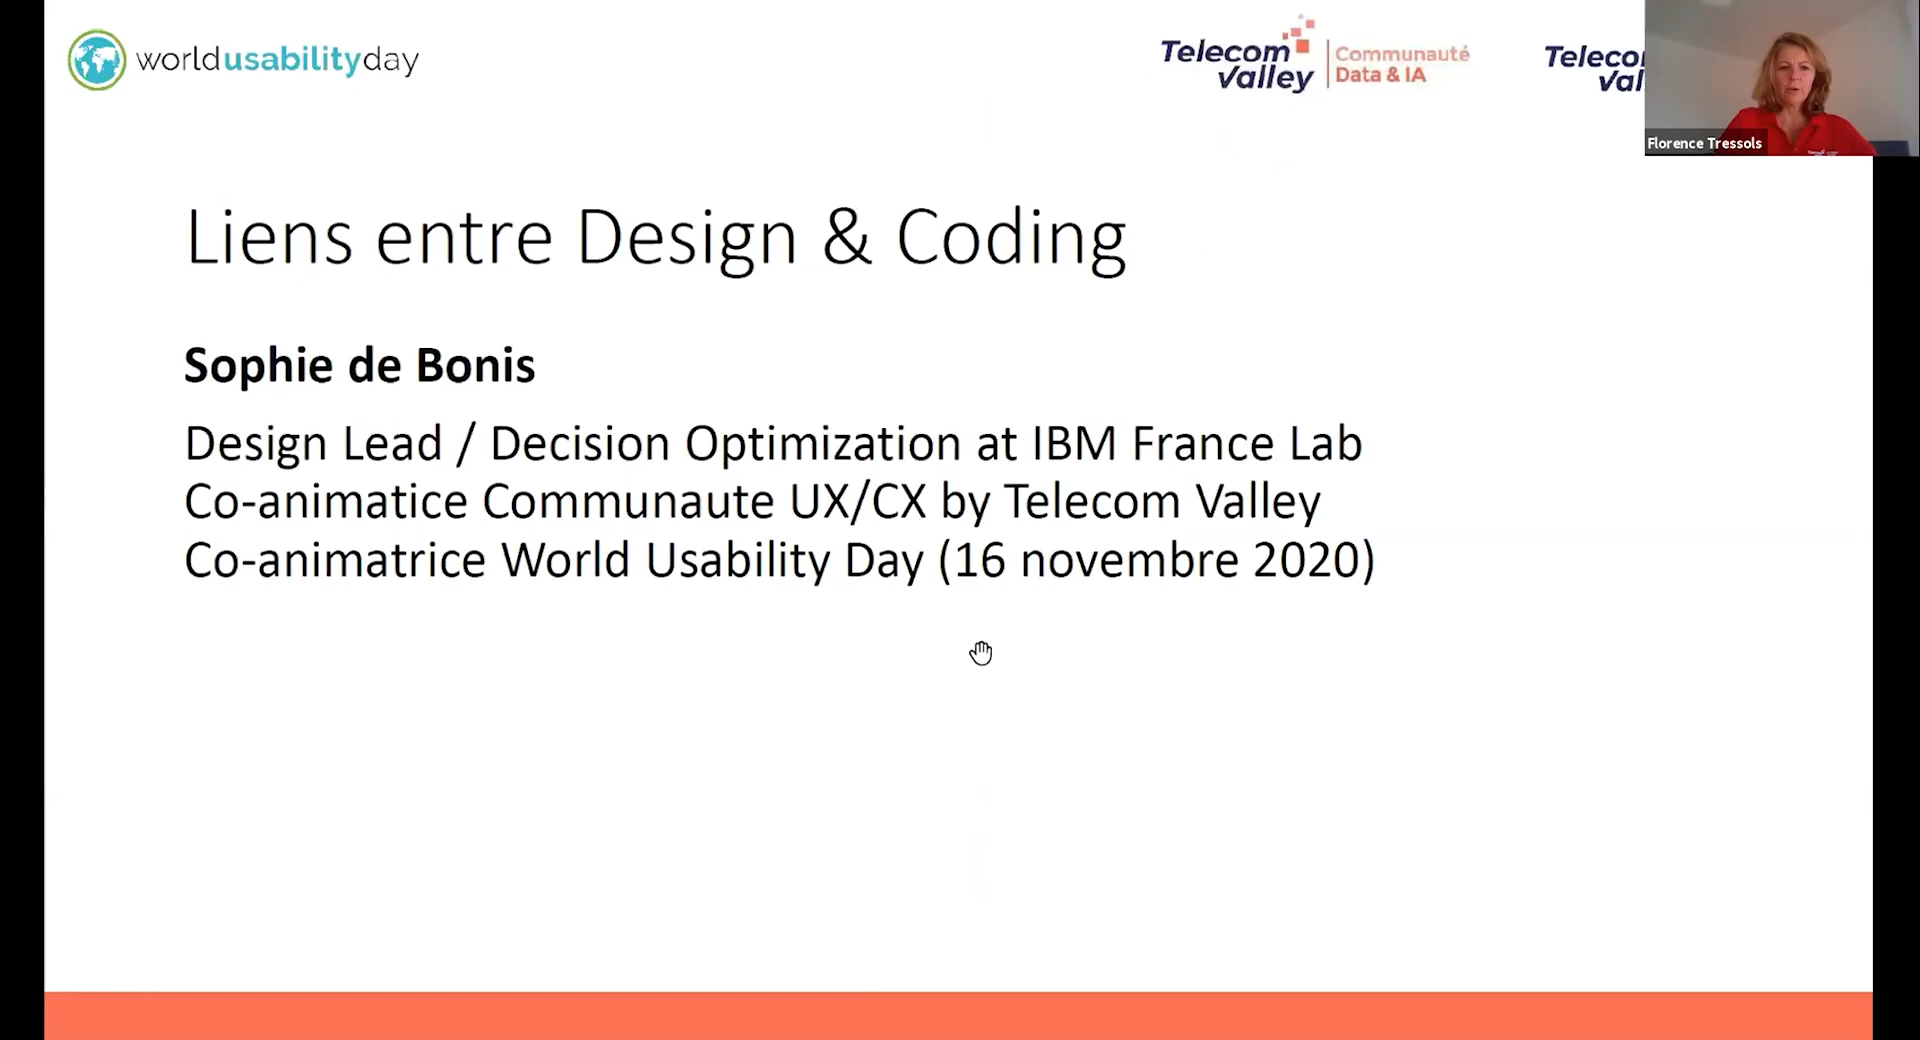 worldusabilityday
Telecom Valley
Communauté
Data & IA
Teleco
Val
Florence Tressols
Liens entre Design & Coding
Sophie de Bonis
Design Lead / Decision Optimization at IBM France Lab
Co-animatice Communaute UX/CX by Telecom Valley
Co-animatrice World Usability Day (16 novembre 2020)